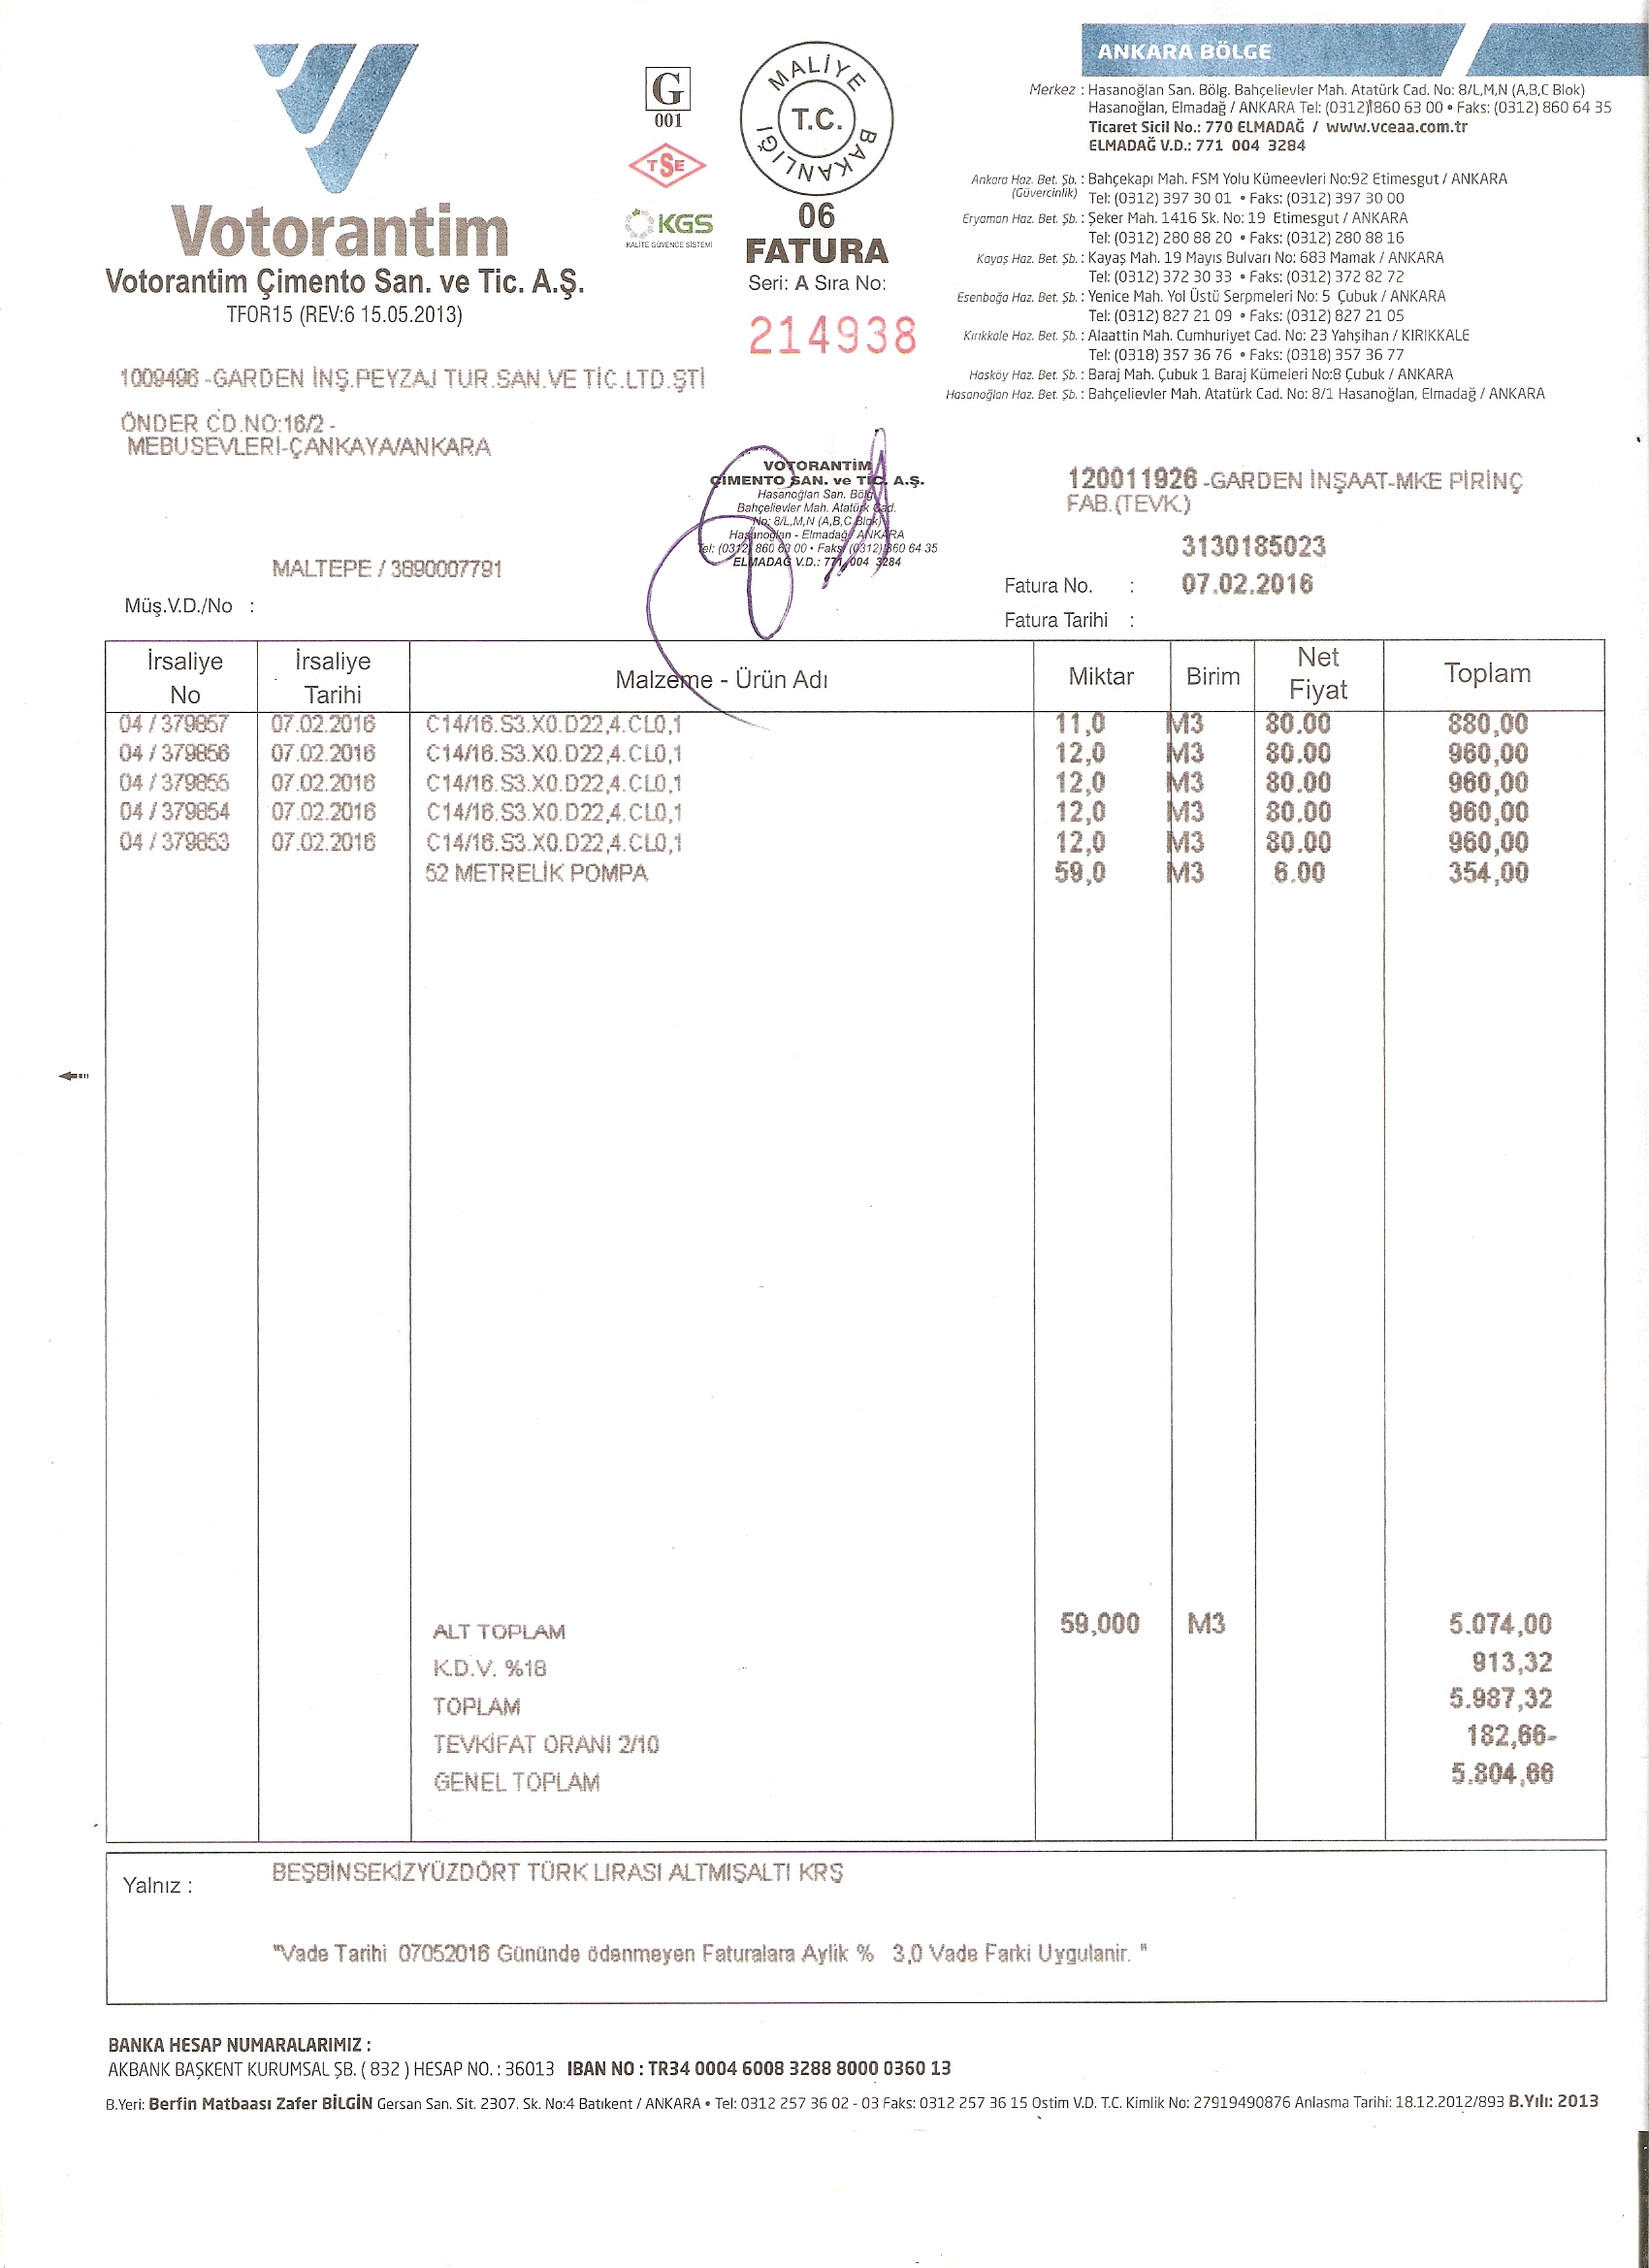 Votorantim
Votorantim Çimento San. ve Tic. A.Ş.
TFOR15 (REV:6 15.05.2013)
G
001
TSE
KGS
KALİTE GÜVENCE SİSTEMİ
MALİYE BAKANLIĞI
T.C.
06
FATURA
Seri: A Sıra No:
214938
ANKARA BÖLGE
Merkez : Hasanoğlan San. Bölg. Bahçelievler Mah. Atatürk Cad. No: 8/L,M,N (A,B,C Blok)
Hasanoğlan, Elmadağ / ANKARA Tel: (0312) 860 63 00 • Faks: (0312) 860 64 35
Ticaret Sicil No.: 770 ELMADAĞ / www.vceaa.com.tr
ELMADAĞ V.D.: 771 004 3284
Ankara Haz. Bet. Şb. : Bahçekapı Mah. FSM Yolu Kümeevleri No:92 Etimesgut / ANKARA
(Güvercinlik) Tel: (0312) 397 30 01 • Faks: (0312) 397 30 00
Eryaman Haz. Bet. Şb. : Şeker Mah. 1416 Sk. No: 19 Etimesgut / ANKARA
Tel: (0312) 280 88 20 • Faks: (0312) 280 88 16
Kayaş Haz. Bet. Şb. : Kayaş Mah. 19 Mayıs Bulvarı No: 683 Mamak / ANKARA
Tel: (0312) 372 30 33 • Faks: (0312) 372 82 72
Esenboğa Haz. Bet. Şb. : Yenice Mah. Yol Üstü Serpmeleri No: 5 Çubuk / ANKARA
Tel: (0312) 827 21 09 • Faks: (0312) 827 21 05
Kırıkkale Haz. Bet. Şb. : Alaattin Mah. Cumhuriyet Cad. No: 23 Yahşihan / KIRIKKALE
Tel: (0318) 357 36 76 • Faks: (0318) 357 36 77
Hasköy Haz. Bet. Şb. : Baraj Mah. Çubuk 1 Baraj Kümeleri No:8 Çubuk / ANKARA
Hasanoğlan Haz. Bet. Şb. : Bahçelievler Mah. Atatürk Cad. No: 8/1 Hasanoğlan, Elmadağ / ANKARA
1009496 -GARDEN İNŞ.PEYZAJ TUR.SAN.VE TİC.LTD.ŞTİ
ÖNDER CD.NO:16/2 -
MEBUSEVLERİ-ÇANKAYA/ANKARA
VOTORANTİM
ÇİMENTO SAN. ve TİC. A.Ş.
Hasanoğlan San. Bölg.
Bahçelievler Mah. Atatürk Cad.
No: 8/L,M,N (A,B,C Blok)
Hasanoğlan - Elmadağ / ANKARA
Tel: (0312) 860 63 00 • Faks: (0312) 860 64 35
ELMADAĞ V.D.: 771 004 3284
120011926 -GARDEN İNŞAAT-MKE PİRİNÇ
FAB.(TEVK.)
3130185023
MALTEPE / 3890007791
Fatura No. : 07.02.2016
Müş.V.D./No :
Fatura Tarihi :
İrsaliye No İrsaliye Tarihi Malzeme - Ürün Adı Miktar Birim Net Fiyat Toplam
04 / 379857 07.02.2016 C14/16.S3.X0.D22,4.CL0,1 11,0 M3 80.00 880,00
04 / 379856 07.02.2016 C14/16.S3.X0.D22,4.CL0,1 12,0 M3 80.00 960,00
04 / 379855 07.02.2016 C14/16.S3.X0.D22,4.CL0,1 12,0 M3 80.00 960,00
04 / 379854 07.02.2016 C14/16.S3.X0.D22,4.CL0,1 12,0 M3 80.00 960,00
04 / 379853 07.02.2016 C14/16.S3.X0.D22,4.CL0,1 12,0 M3 80.00 960,00
52 METRELİK POMPA 59,0 M3 6.00 354,00
ALT TOPLAM 59,000 M3 5.074,00
K.D.V. %18 913,32
TOPLAM 5.987,32
TEVKİFAT ORANI 2/10 182,66-
GENEL TOPLAM 5.804,66
Yalnız : BEŞBİNSEKİZYÜZDÖRT TÜRK LIRASI ALTMIŞALTI KRŞ
"Vade Tarihi 07052016 Gününde ödenmeyen Faturalara Aylik % 3,0 Vade Farki Uygulanir. "
BANKA HESAP NUMARALARIMIZ :
AKBANK BAŞKENT KURUMSAL ŞB. ( 832 ) HESAP NO. : 36013 IBAN NO : TR34 0004 6008 3288 8000 0360 13
B.Yeri: Berfin Matbaası Zafer BİLGİN Gersan San. Sit. 2307. Sk. No:4 Batıkent / ANKARA • Tel: 0312 257 36 02 - 03 Faks: 0312 257 36 15 Ostim V.D. T.C. Kimlik No: 27919490876 Anlasma Tarihi: 18.12.2012/893 B.Yılı: 2013